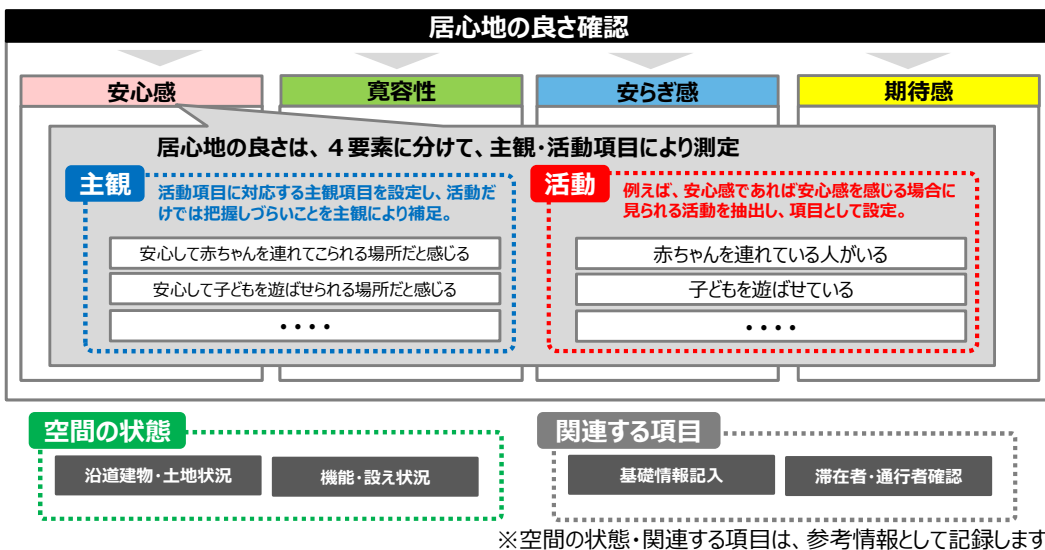 居心地の良さ確認
安心感
寛容性
安らぎ感
期待感
居心地の良さは、4要素に分けて、主観・活動項目により測定
主観
活動項目に対応する主観項目を設定し、活動だ
けでは把握しづらいことを主観により補足。
安心して赤ちゃんを連れてこられる場所だと感じる
安心して子どもを遊ばせられる場所だと感じる
・・・・
活動
例えば、安心感であれば安心感を感じる場合に
見られる活動を抽出し、項目として設定。
赤ちゃんを連れている人がいる
子どもを遊ばせている
・・・・
空間の状態
沿道建物・土地状況
機能・設え状況
関連する項目
基礎情報記入
滞在者・通行者確認
※空間の状態・関連する項目は、参考情報として記録します